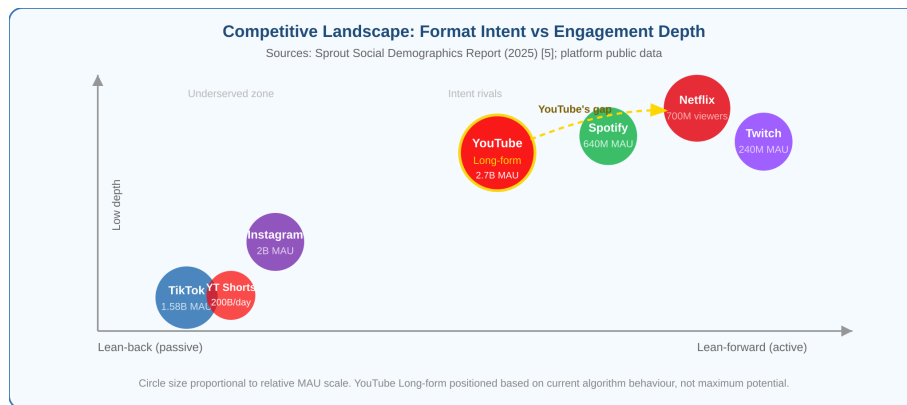 Competitive Landscape: Format Intent vs Engagement Depth
Sources: Sprout Social Demographics Report (2025) [5]; platform public data
Underserved zone
Intent rivals
YouTube's gap
Netflix
700M viewers
Spotify
640M MAU
Twitch
240M MAU
YouTube
Long-form
2.7B MAU
Low depth
Instagram
2B MAU
TikTok
1.58B MAU
YT Shorts
200B/day
Lean-back (passive)
Lean-forward (active)
Circle size proportional to relative MAU scale. YouTube Long-form positioned based on current algorithm behaviour, not maximum potential.